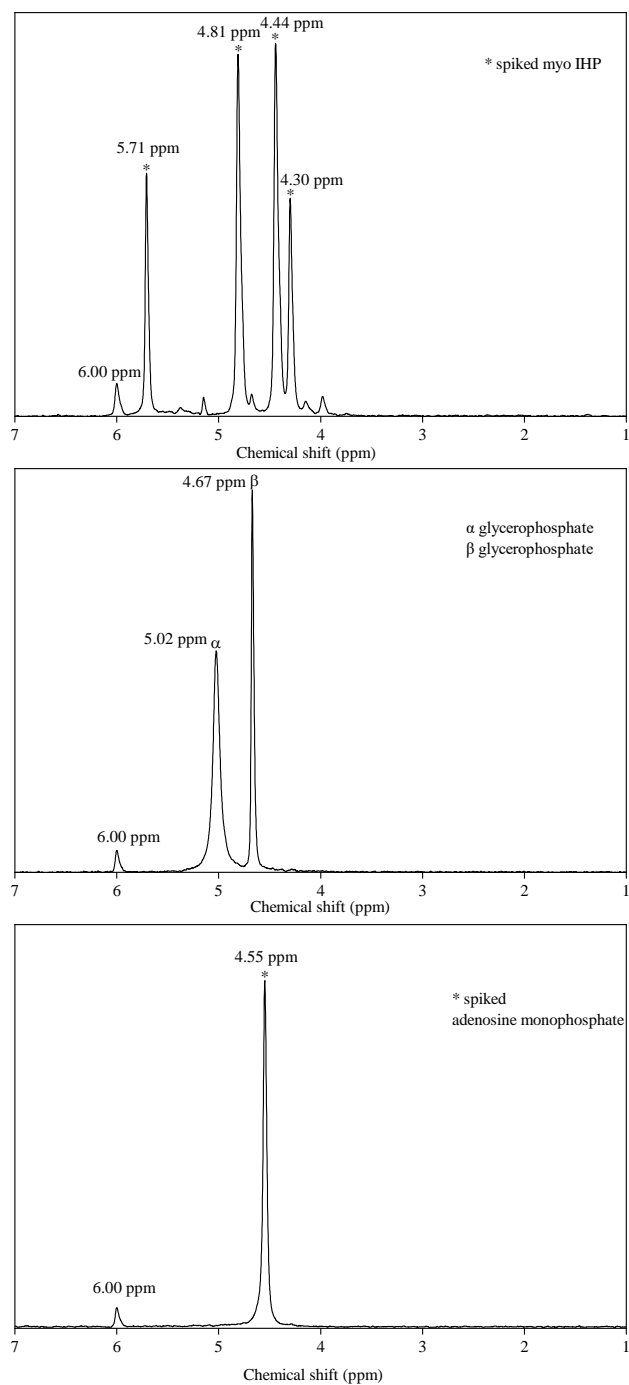 4.81 ppm
4.44 ppm
*
*
* spiked myo IHP
5.71 ppm
*
4.30 ppm
*
6.00 ppm
7 6 5 4 3 2 1
Chemical shift (ppm)
4.67 ppm β
α glycerophosphate
β glycerophosphate
5.02 ppm α
6.00 ppm
7 6 5 4 3 2 1
Chemical shift (ppm)
4.55 ppm
*
* spiked
adenosine monophosphate
6.00 ppm
7 6 5 4 3 2 1
Chemical shift (ppm)